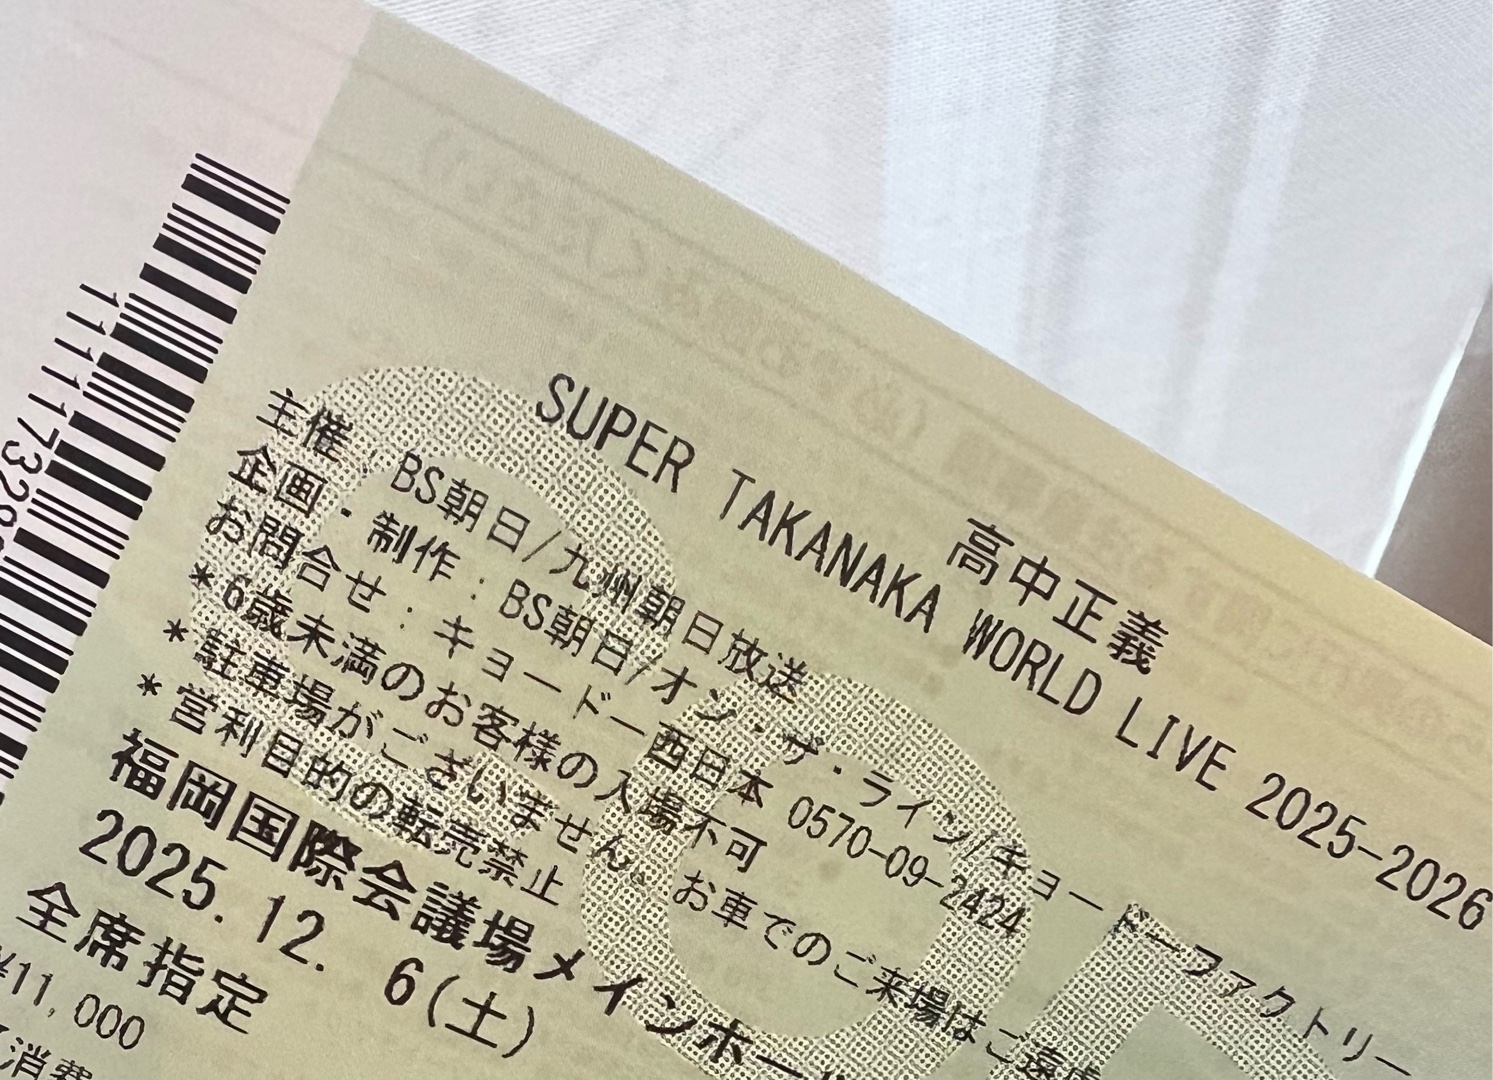 高中正義
SUPER TAKANAKA WORLD LIVE 2025-2026
主催：BS朝日/九州朝日放送
企画・制作：BS朝日/オン・ザ・ライン/キョードーファクトリー
お問合せ：キョードー西日本 0570-09-2424
*6歳未満のお客様の入場不可
*駐車場がございません。お車でのご来場はご遠慮
*営利目的の転売禁止
福岡国際会議場メインホー
2025.12. 6(土)
全席指定
¥11,000
消費